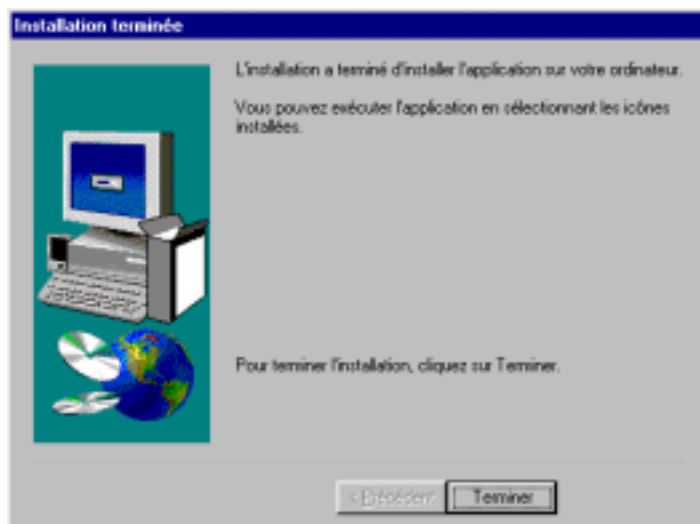 Installation terminée
L'installation a terminé d'installer l'application sur votre ordinateur.
Vous pouvez exécuter l'application en sélectionnant les icônes
installées.
Pour terminer l'installation, cliquez sur Terminer.
< Précédent
Terminer